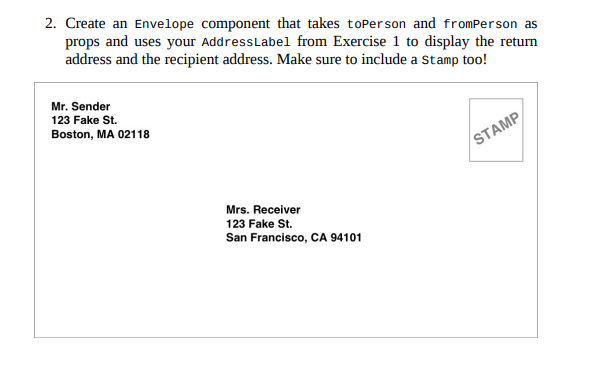 2. Create an Envelope component that takes toPerson and fromPerson as
props and uses your AddressLabel from Exercise 1 to display the return
address and the recipient address. Make sure to include a Stamp too!
Mr. Sender
123 Fake St.
Boston, MA 02118
STAMP
Mrs. Receiver
123 Fake St.
San Francisco, CA 94101